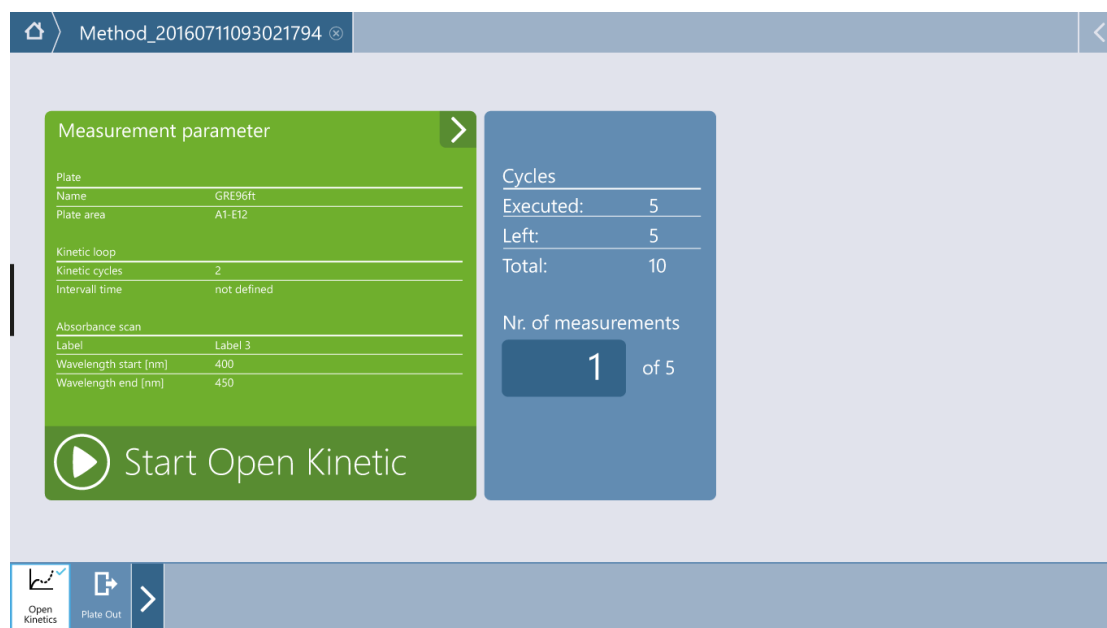 Method_20160711093021794
Measurement parameter
Plate
Name GRE96ft
Plate area A1-E12
Kinetic loop
Kinetic cycles 2
Intervall time not defined
Absorbance scan
Label Label 3
Wavelength start [nm] 400
Wavelength end [nm] 450
Start Open Kinetic
Cycles
Executed: 5
Left: 5
Total: 10
Nr. of measurements
1 of 5
Open
Kinetics
Plate Out